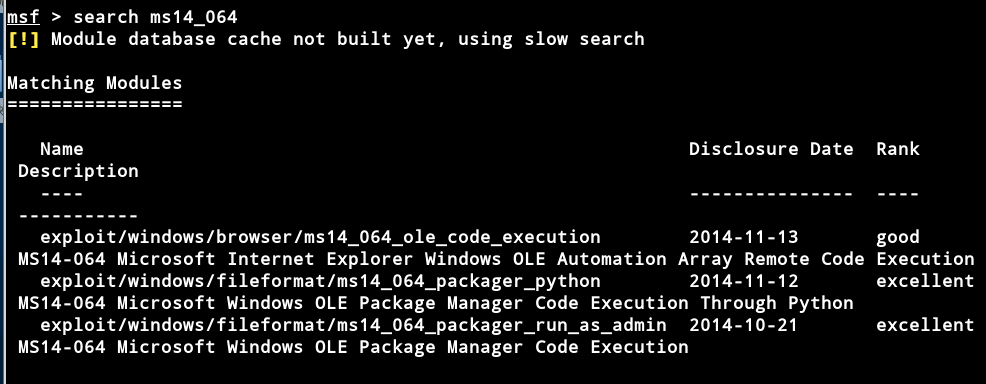 msf > search ms14_064
[!] Module database cache not built yet, using slow search
Matching Modules
================
Name Disclosure Date Rank
Description
---- --------------- ----
-----------
exploit/windows/browser/ms14_064_ole_code_execution 2014-11-13 good
MS14-064 Microsoft Internet Explorer Windows OLE Automation Array Remote Code Execution
exploit/windows/fileformat/ms14_064_packager_python 2014-11-12 excellent
MS14-064 Microsoft Windows OLE Package Manager Code Execution Through Python
exploit/windows/fileformat/ms14_064_packager_run_as_admin 2014-10-21 excellent
MS14-064 Microsoft Windows OLE Package Manager Code Execution